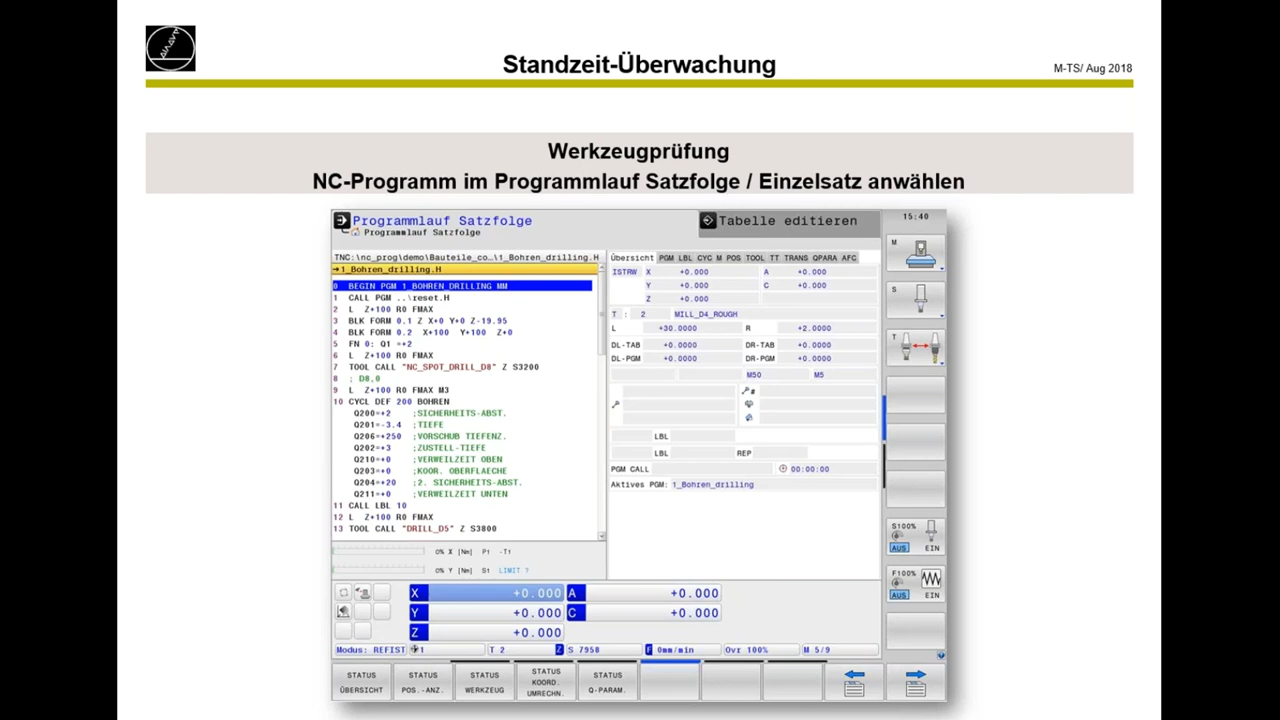 Standzeit-Überwachung
M-TS/ Aug 2018
Werkzeugprüfung
NC-Programm im Programmlauf Satzfolge / Einzelsatz anwählen
Programmlauf Satzfolge
Programmlauf Satzfolge
Tabelle editieren
15:40
TNC:\nc_prog\demo\Bauteile_co…\1_Bohren_drilling.H
→1_Bohren_drilling.H
0 BEGIN PGM 1_BOHREN_DRILLING MM
1 CALL PGM ..\reset.H
2 L Z+100 R0 FMAX
3 BLK FORM 0.1 Z X+0 Y+0 Z-19.95
4 BLK FORM 0.2 X+100 Y+100 Z+0
5 FN 0: Q1 =+2
6 L Z+100 R0 FMAX
7 TOOL CALL "NC_SPOT_DRILL_D8" Z S3200
8 ; D8,0
9 L Z+100 R0 FMAX M3
10 CYCL DEF 200 BOHREN
Q200=+2 ;SICHERHEITS-ABST.
Q201=-3.4 ;TIEFE
Q206=+250 ;VORSCHUB TIEFENZ.
Q202=+3 ;ZUSTELL-TIEFE
Q210=+0 ;VERWEILZEIT OBEN
Q203=+0 ;KOOR. OBERFLAECHE
Q204=+20 ;2. SICHERHEITS-ABST.
Q211=+0 ;VERWEILZEIT UNTEN
11 CALL LBL 10
12 L Z+100 R0 FMAX
13 TOOL CALL "DRILL_D5" Z S3800
0% X [Nm] P1 -T1
0% Y [Nm] S1 LIMIT ?
Übersicht PGM LBL CYC M POS TOOL TT TRANS QPARA AFC
ISTRW X +0.000 A +0.000
Y +0.000 C +0.000
Z +0.000
T : 2 MILL_D4_ROUGH
L +30.0000 R +2.0000
DL-TAB +0.0000 DR-TAB +0.0000
DL-PGM +0.0000 DR-PGM +0.0000
M50 M5
LBL
LBL REP
PGM CALL 00:00:00
Aktives PGM: 1_Bohren_drilling
M
S
T
S100%
AUS EIN
F100%
AUS EIN
X +0.000 A +0.000
Y +0.000 C +0.000
Z +0.000
Modus: REFIST 1 T 2 Z S 7958 F 0mm/min Ovr 100% M 5/9
STATUS ÜBERSICHT
STATUS POS.-ANZ.
STATUS WERKZEUG
STATUS KOORD. UMRECHN.
STATUS Q-PARAM.